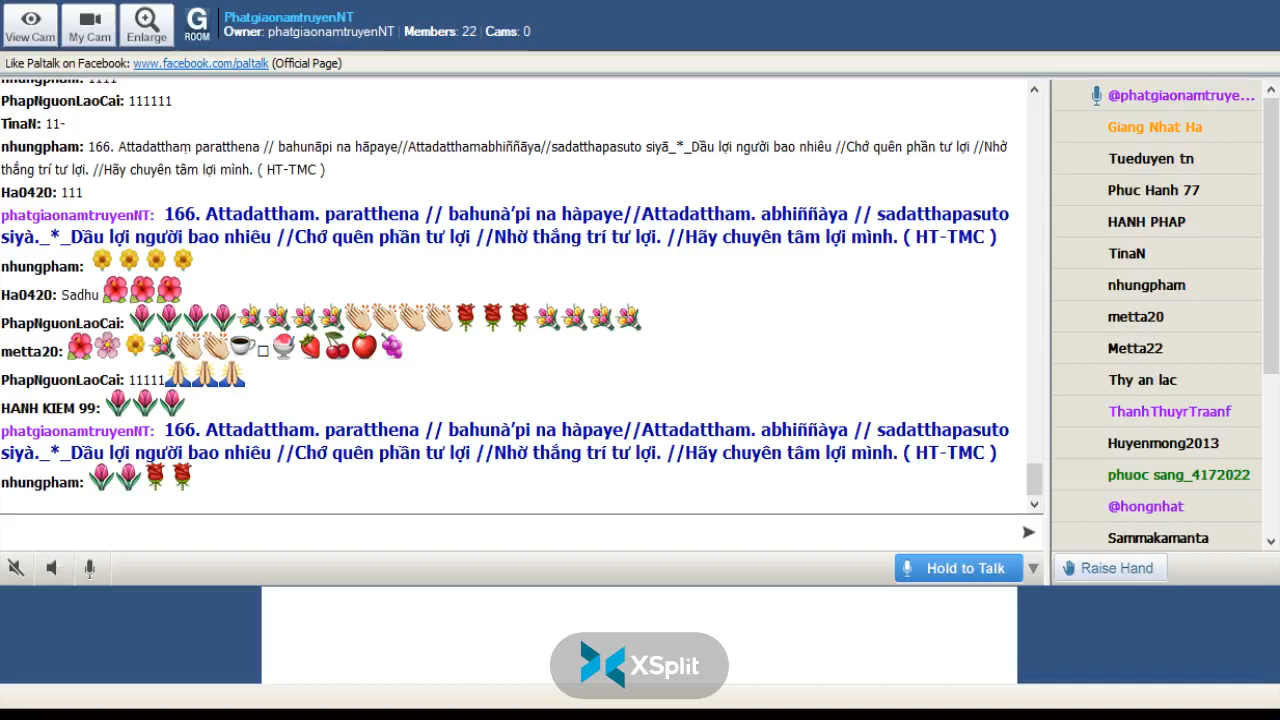 View Cam
My Cam
Enlarge
G
ROOM
PhatgiaonamtruyenNT
Owner: phatgiaonamtruyenNT | Members: 22 | Cams: 0
Like Paltalk on Facebook: www.facebook.com/paltalk (Official Page)
nhungpham: 1111
PhapNguonLaoCai: 111111
TinaN: 11-
nhungpham: 166. Attadatthaṃ paratthena // bahunāpi na hāpaye//Attadatthamabhiññāya//sadatthapasuto siyā_*_Dầu lợi người bao nhiêu //Chớ quên phần tư lợi //Nhờ
thắng trí tư lợi. //Hãy chuyên tâm lợi mình. ( HT-TMC )
Ha0420: 111
phatgiaonamtruyenNT: 166. Attadattham. paratthena // bahunà’pi na hàpaye//Attadattham. abhiññàya // sadatthapasuto
siyà._*_Dầu lợi người bao nhiêu //Chớ quên phần tư lợi //Nhờ thắng trí tư lợi. //Hãy chuyên tâm lợi mình. ( HT-TMC )
nhungpham:
Ha0420: Sadhu
PhapNguonLaoCai:
metta20:
PhapNguonLaoCai: 11111
HANH KIEM 99:
phatgiaonamtruyenNT: 166. Attadattham. paratthena // bahunà’pi na hàpaye//Attadattham. abhiññàya // sadatthapasuto
siyà._*_Dầu lợi người bao nhiêu //Chớ quên phần tư lợi //Nhờ thắng trí tư lợi. //Hãy chuyên tâm lợi mình. ( HT-TMC )
nhungpham:
Hold to Talk
@phatgiaonamtruye...
Giang Nhat Ha
Tueduyen tn
Phuc Hanh 77
HANH PHAP
TinaN
nhungpham
metta20
Metta22
Thy an lac
ThanhThuyrTraanf
Huyenmong2013
phuoc sang_4172022
@hongnhat
Sammakamanta
Raise Hand
XSplit